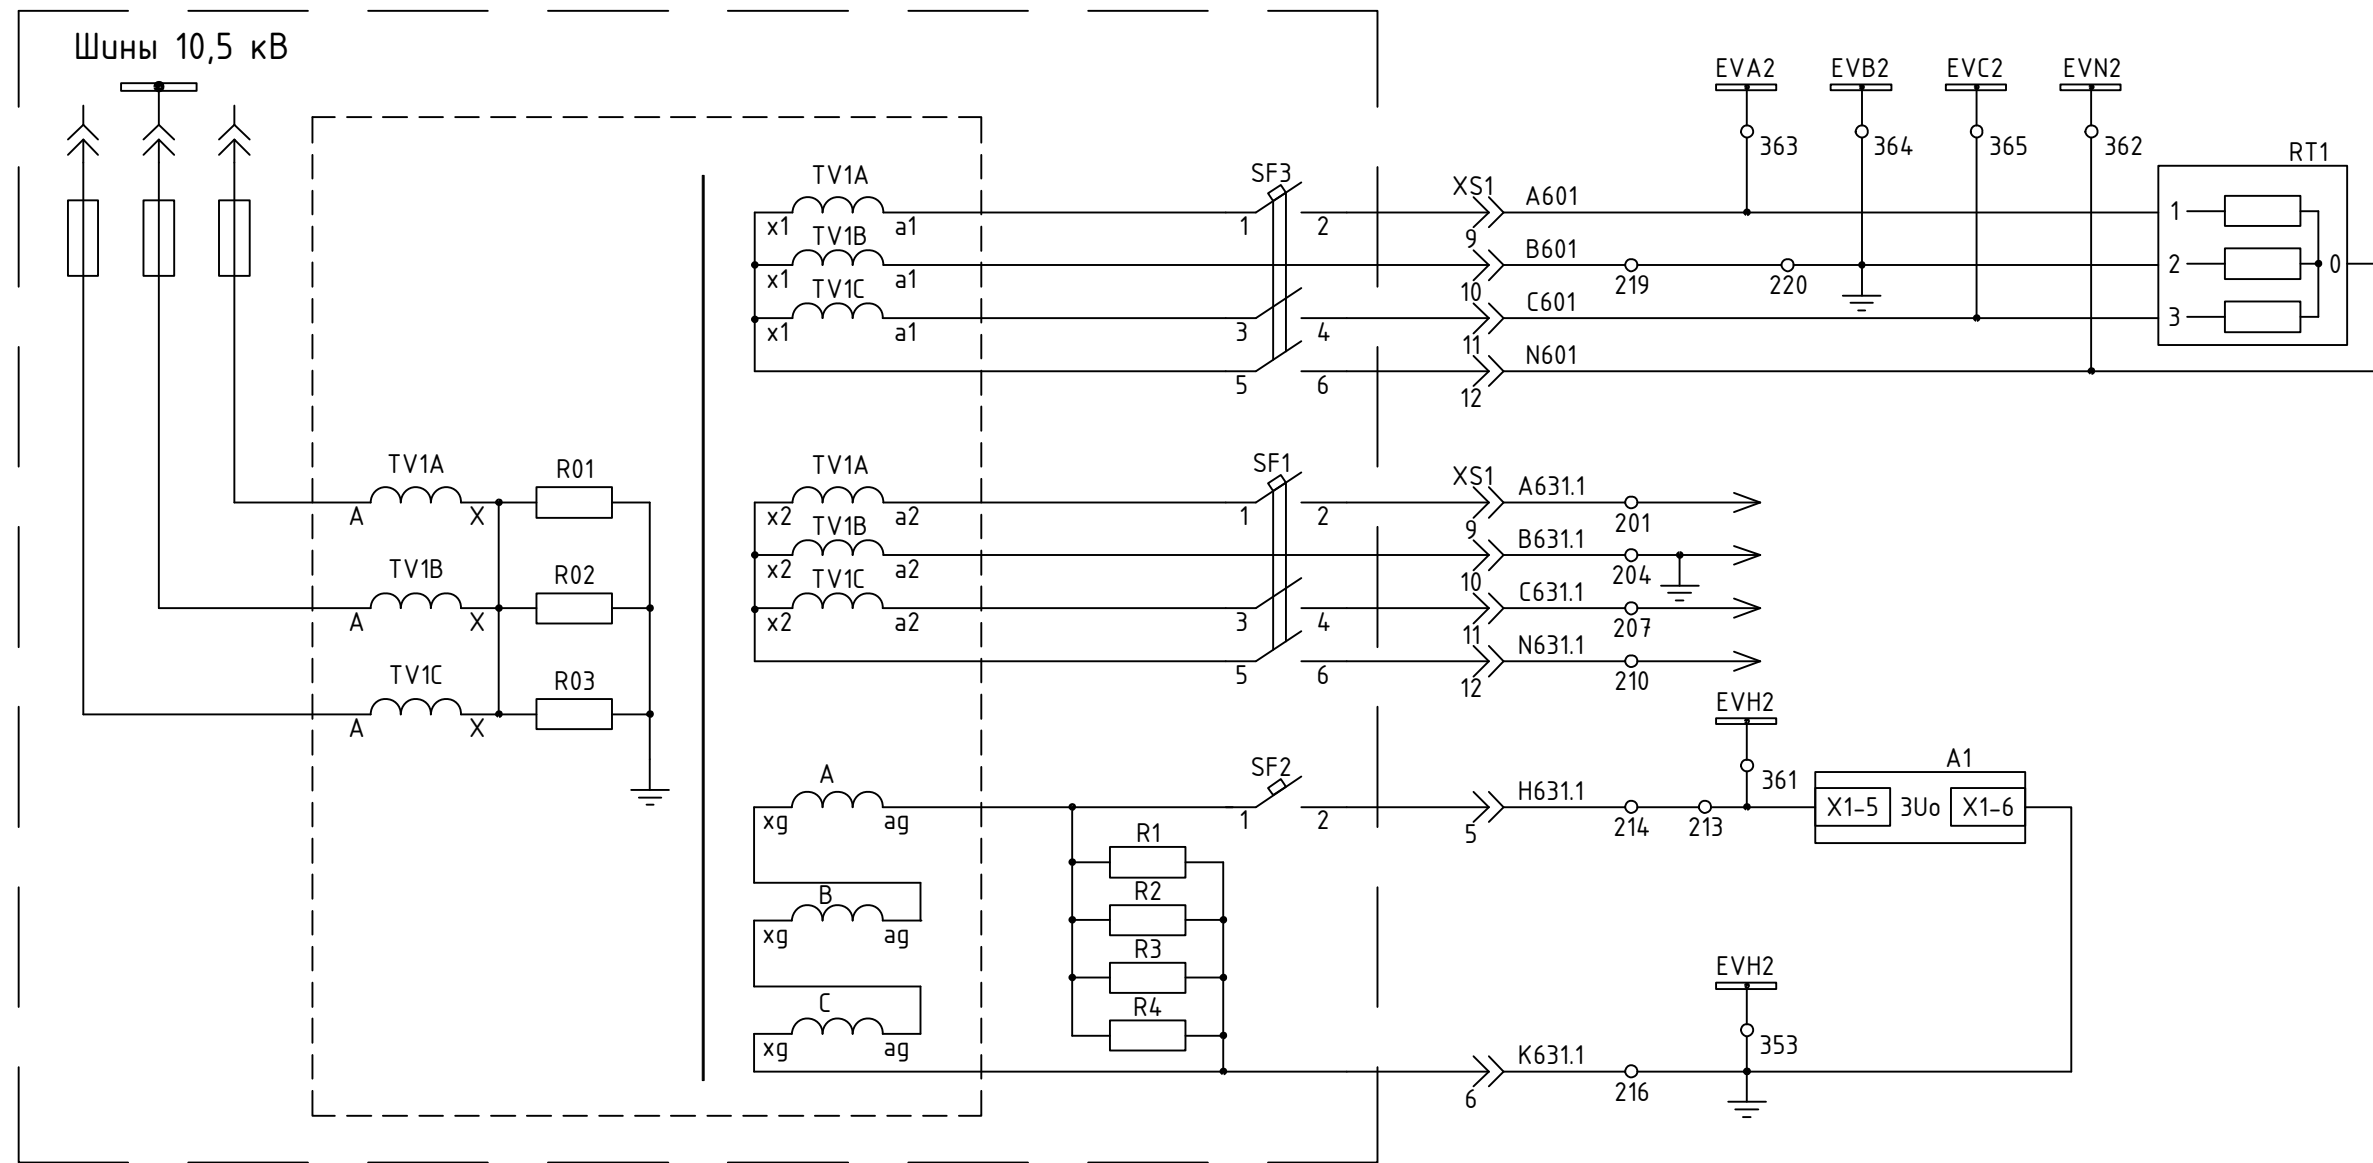 Шины 10,5 кВ
EVA2 EVB2 EVC2 EVN2
363 364 365 362
RT1
TV1A SF3 XS1 A601
x1 a1 1 2 9 1
TV1B B601
x1 a1 10 219 220 2 0
TV1C C601
x1 a1 3 4 11 3
N601
5 6 12
TV1A R01 TV1A SF1 XS1 A631.1
A X x2 a2 1 2 9 201
TV1B B631.1
x2 a2 10 204
TV1B R02 TV1C C631.1
A X x2 a2 3 4 11 207
N631.1
5 6 12 210
TV1C R03 EVH2
A X
A SF2 H631.1 361 A1
xg ag 1 2 5 214 213 X1-5 3Uo X1-6
R1
B R2
xg ag
R3
C R4 EVH2
xg ag K631.1 353
6 216